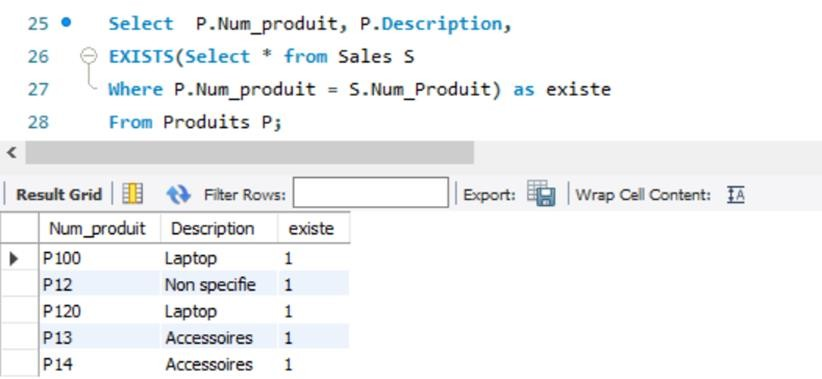 25 Select P.Num_produit, P.Description,
26 EXISTS(Select * from Sales S
27 Where P.Num_produit = S.Num_Produit) as existe
28 From Produits P;
Result Grid Filter Rows: Export: Wrap Cell Content: IA
Num_produit Description existe
P100 Laptop 1
P12 Non specifie 1
P120 Laptop 1
P13 Accessoires 1
P14 Accessoires 1